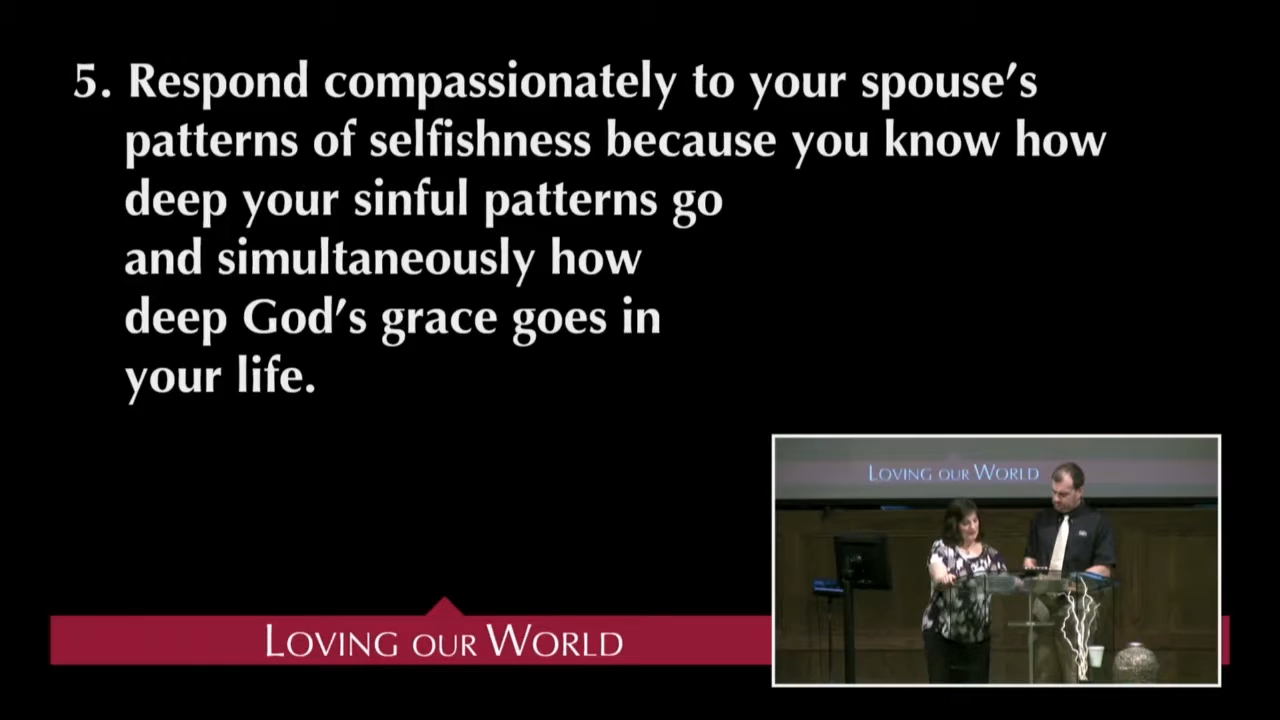 5. Respond compassionately to your spouse’s
patterns of selfishness because you know how
deep your sinful patterns go
and simultaneously how
deep God’s grace goes in
your life.
LOVING OUR WORLD
LOVING OUR WORLD